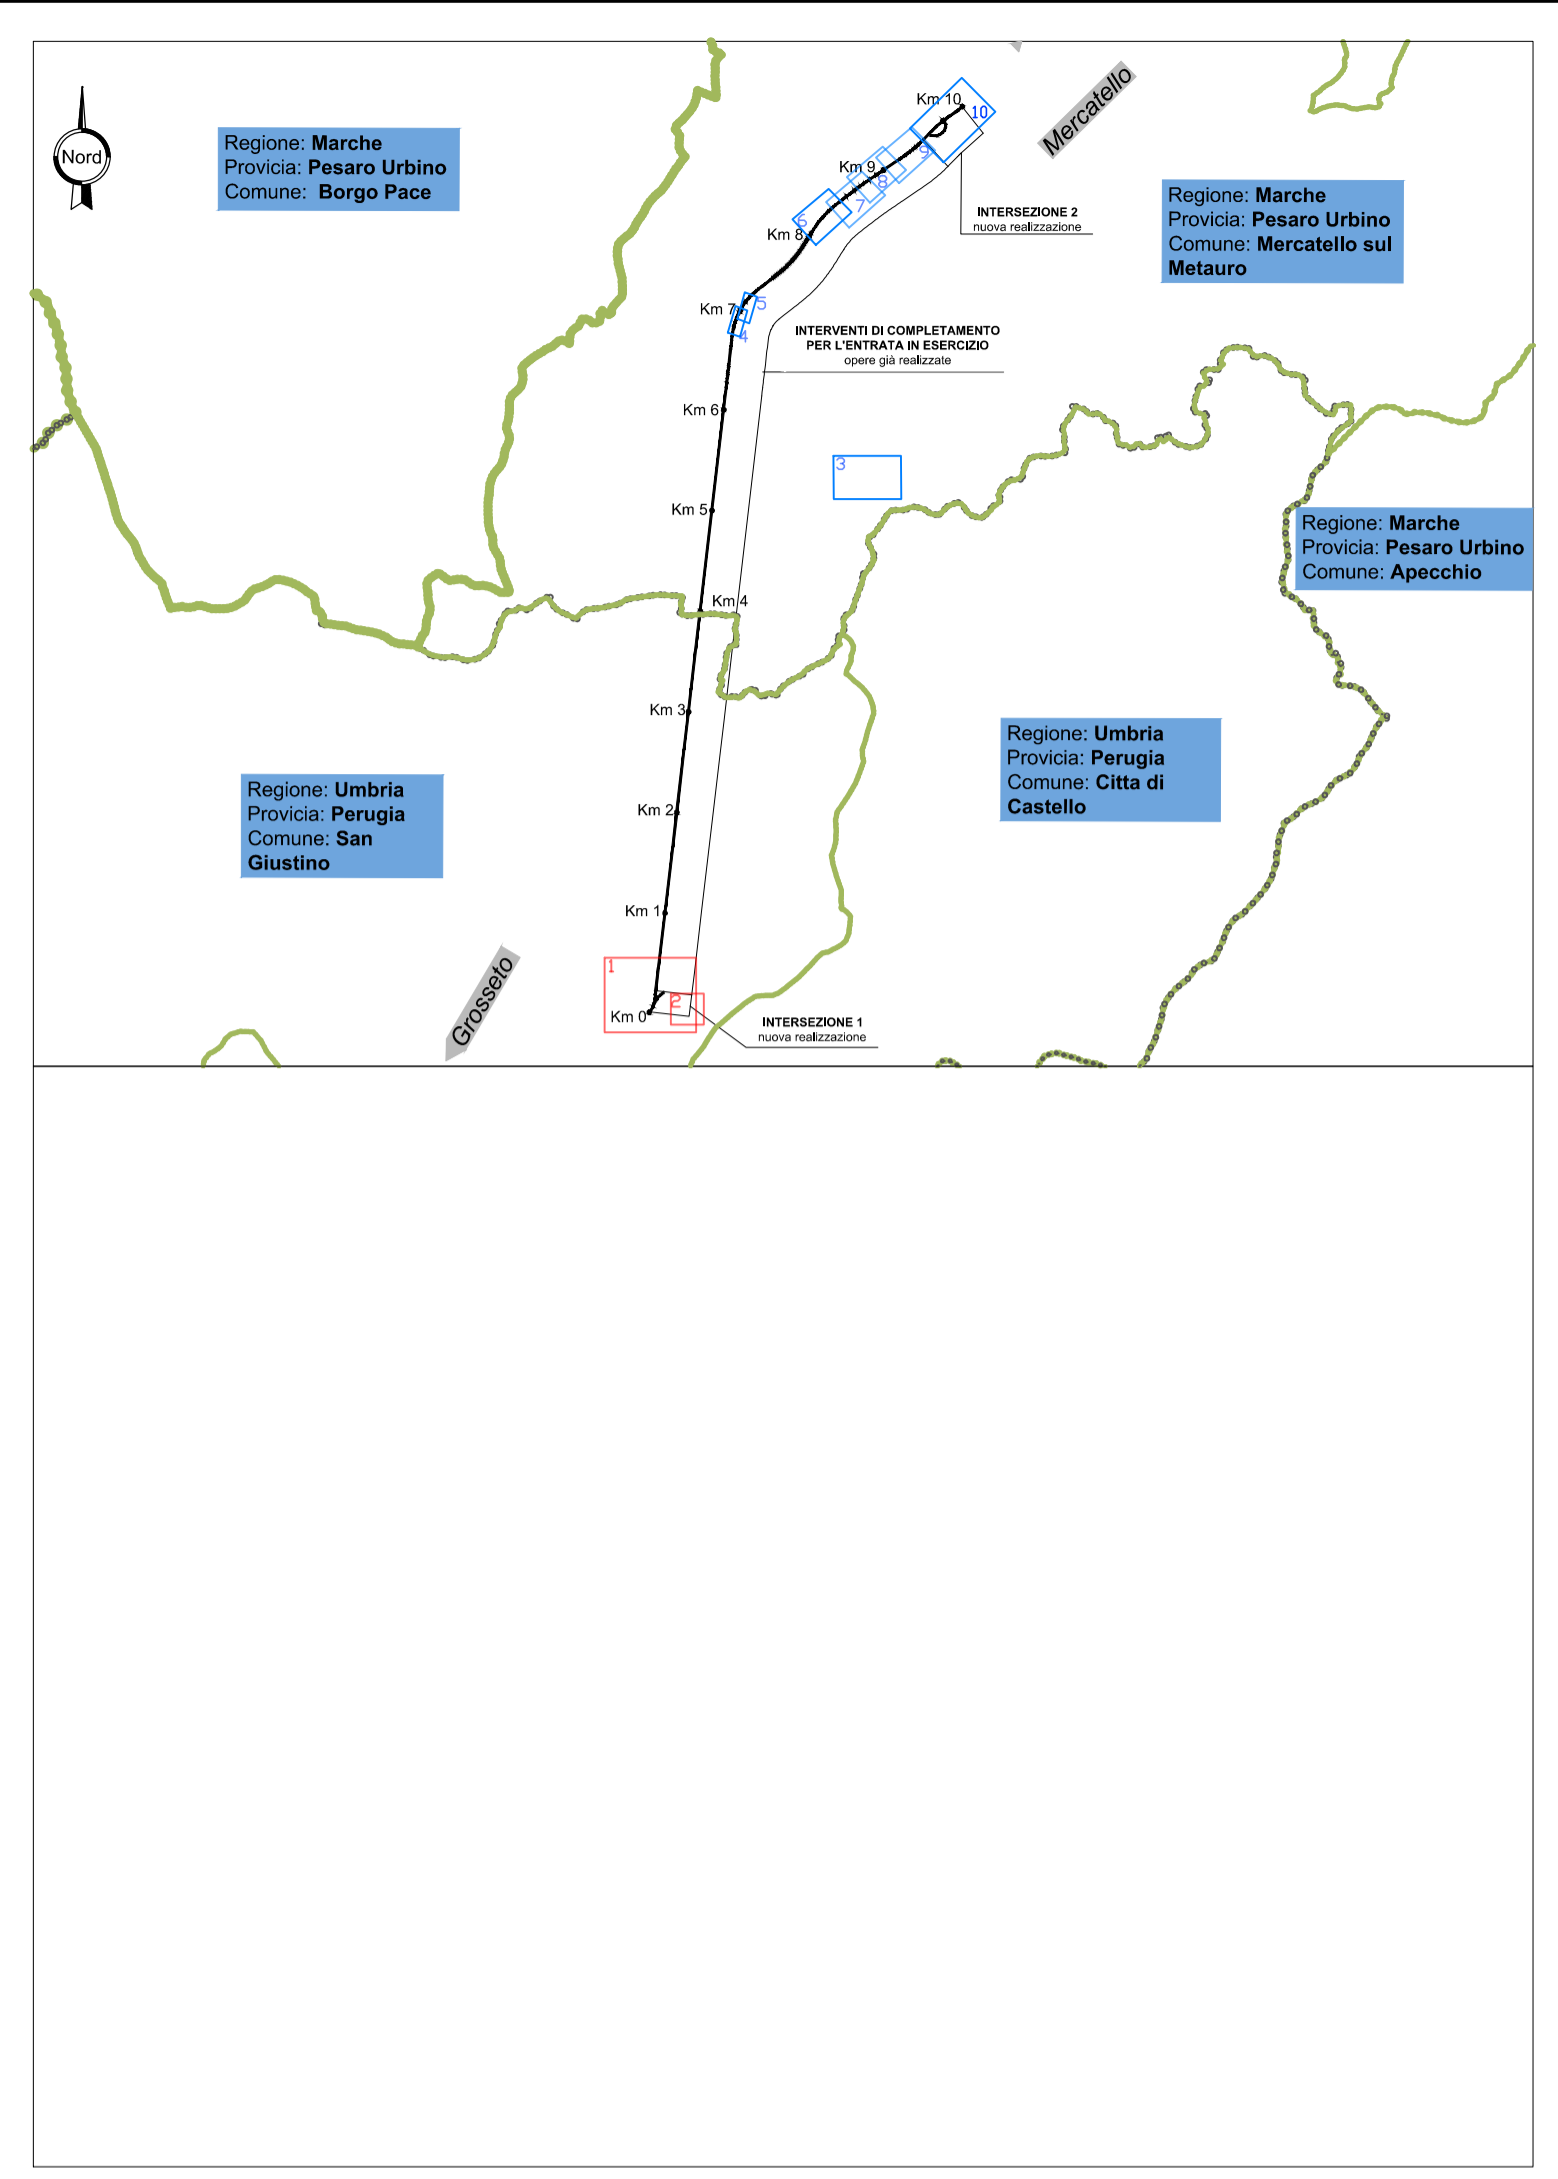 Nord
Regione: Marche
Provicia: Pesaro Urbino
Comune: Borgo Pace
Km 10
10
Mercatello
9
Km 9
8
7
6
Km 8
INTERSEZIONE 2
nuova realizzazione
Regione: Marche
Provicia: Pesaro Urbino
Comune: Mercatello sul
Metauro
Km 7
5
4
INTERVENTI DI COMPLETAMENTO
PER L'ENTRATA IN ESERCIZIO
opere già realizzate
Km 6
3
Km 5
Regione: Marche
Provicia: Pesaro Urbino
Comune: Apecchio
Km 4
Km 3
Regione: Umbria
Provicia: Perugia
Comune: Citta di
Castello
Regione: Umbria
Provicia: Perugia
Comune: San
Giustino
Km 2
Km 1
Grosseto
1
2
Km 0
INTERSEZIONE 1
nuova realizzazione